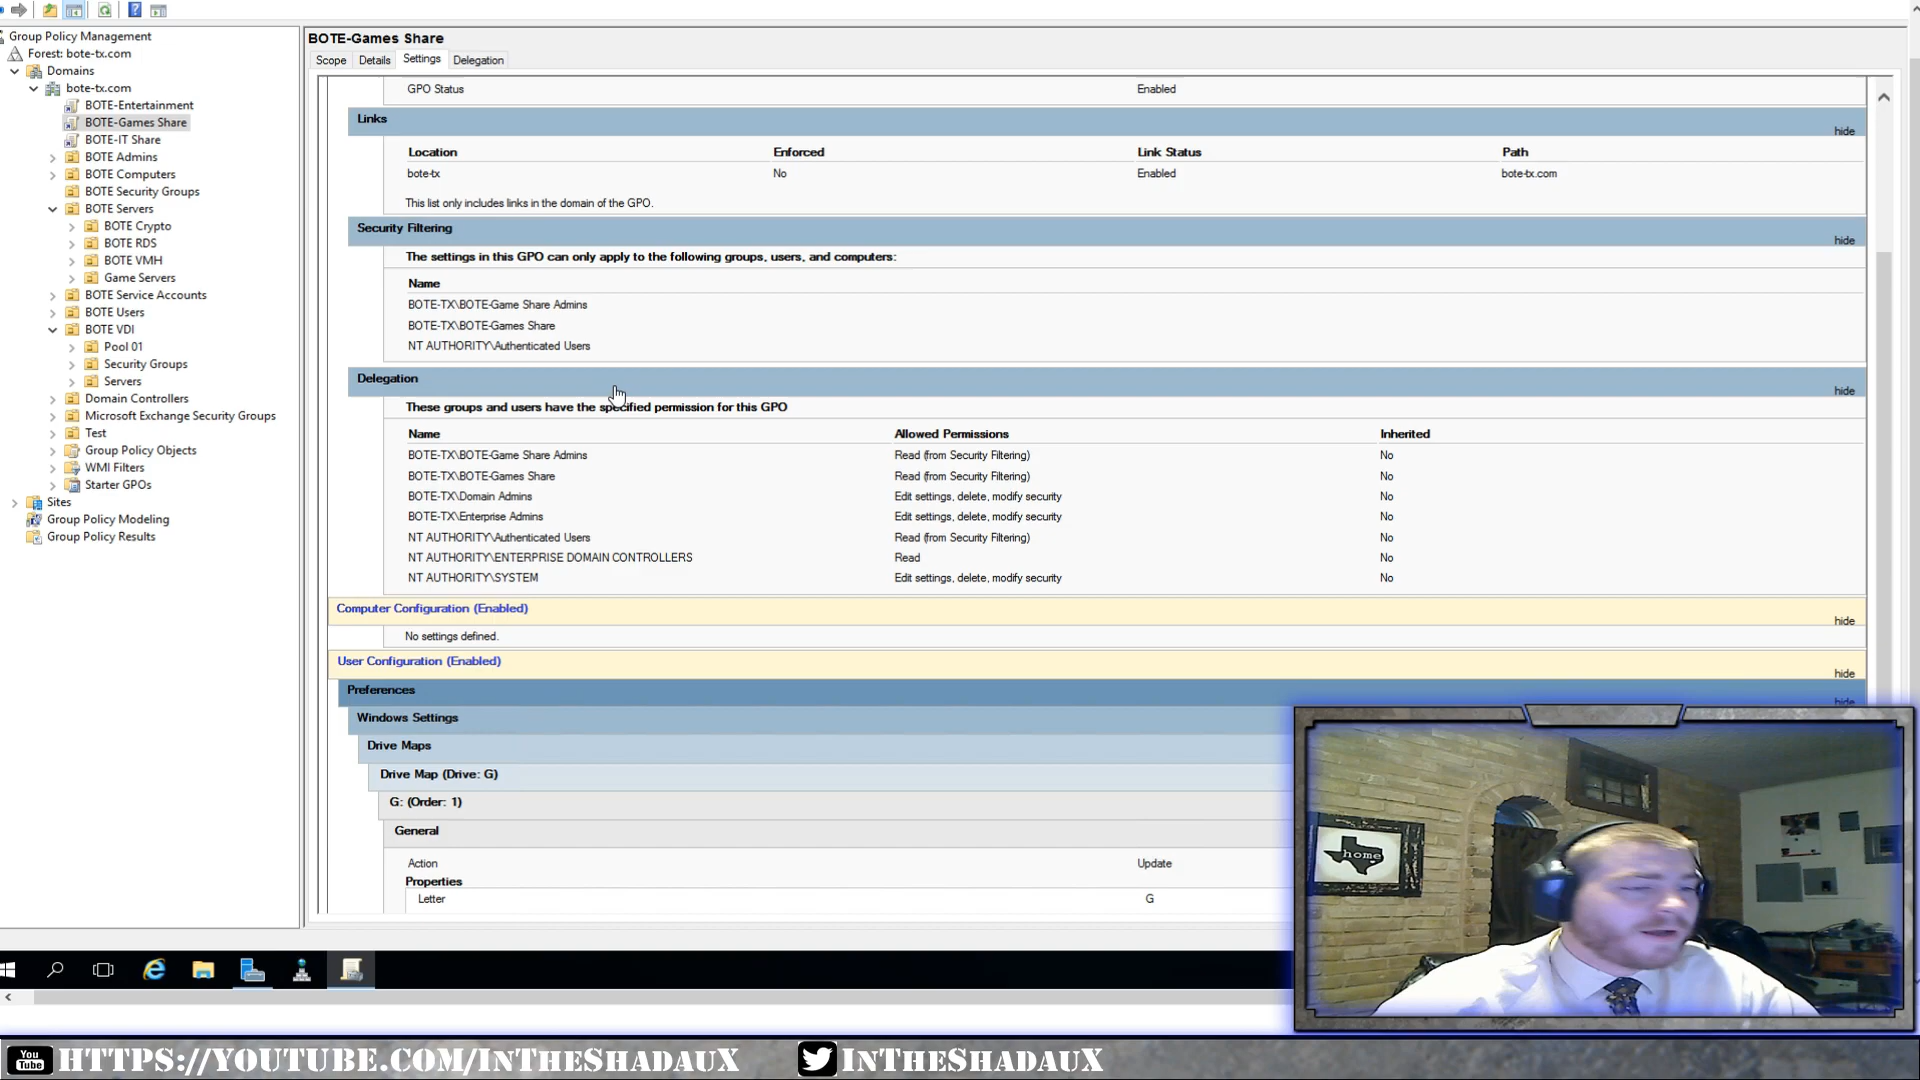 Group Policy Management
Forest: bote-tx.com
Domains
bote-tx.com
BOTE-Entertainment
BOTE-Games Share
BOTE-IT Share
BOTE Admins
BOTE Computers
BOTE Security Groups
BOTE Servers
BOTE Crypto
BOTE RDS
BOTE VMH
Game Servers
BOTE Service Accounts
BOTE Users
BOTE VDI
Pool 01
Security Groups
Servers
Domain Controllers
Microsoft Exchange Security Groups
Test
Group Policy Objects
WMI Filters
Starter GPOs
Sites
Group Policy Modeling
Group Policy Results
BOTE-Games Share
Scope Details Settings Delegation
GPO Status Enabled
Links hide
Location Enforced Link Status Path
bote-tx No Enabled bote-tx.com
This list only includes links in the domain of the GPO.
Security Filtering hide
The settings in this GPO can only apply to the following groups, users, and computers:
Name
BOTE-TX\BOTE-Game Share Admins
BOTE-TX\BOTE-Games Share
NT AUTHORITY\Authenticated Users
Delegation hide
These groups and users have the specified permission for this GPO
Name Allowed Permissions Inherited
BOTE-TX\BOTE-Game Share Admins Read (from Security Filtering) No
BOTE-TX\BOTE-Games Share Read (from Security Filtering) No
BOTE-TX\Domain Admins Edit settings, delete, modify security No
BOTE-TX\Enterprise Admins Edit settings, delete, modify security No
NT AUTHORITY\Authenticated Users Read (from Security Filtering) No
NT AUTHORITY\ENTERPRISE DOMAIN CONTROLLERS Read No
NT AUTHORITY\SYSTEM Edit settings, delete, modify security No
Computer Configuration (Enabled) hide
No settings defined.
User Configuration (Enabled) hide
Preferences hide
Windows Settings
Drive Maps
Drive Map (Drive: G)
G: (Order: 1)
General
Action Update
Properties
Letter G
home
You Tube HTTPS://YOUTUBE.COM/INTHESHADAUX INTHESHADAUX